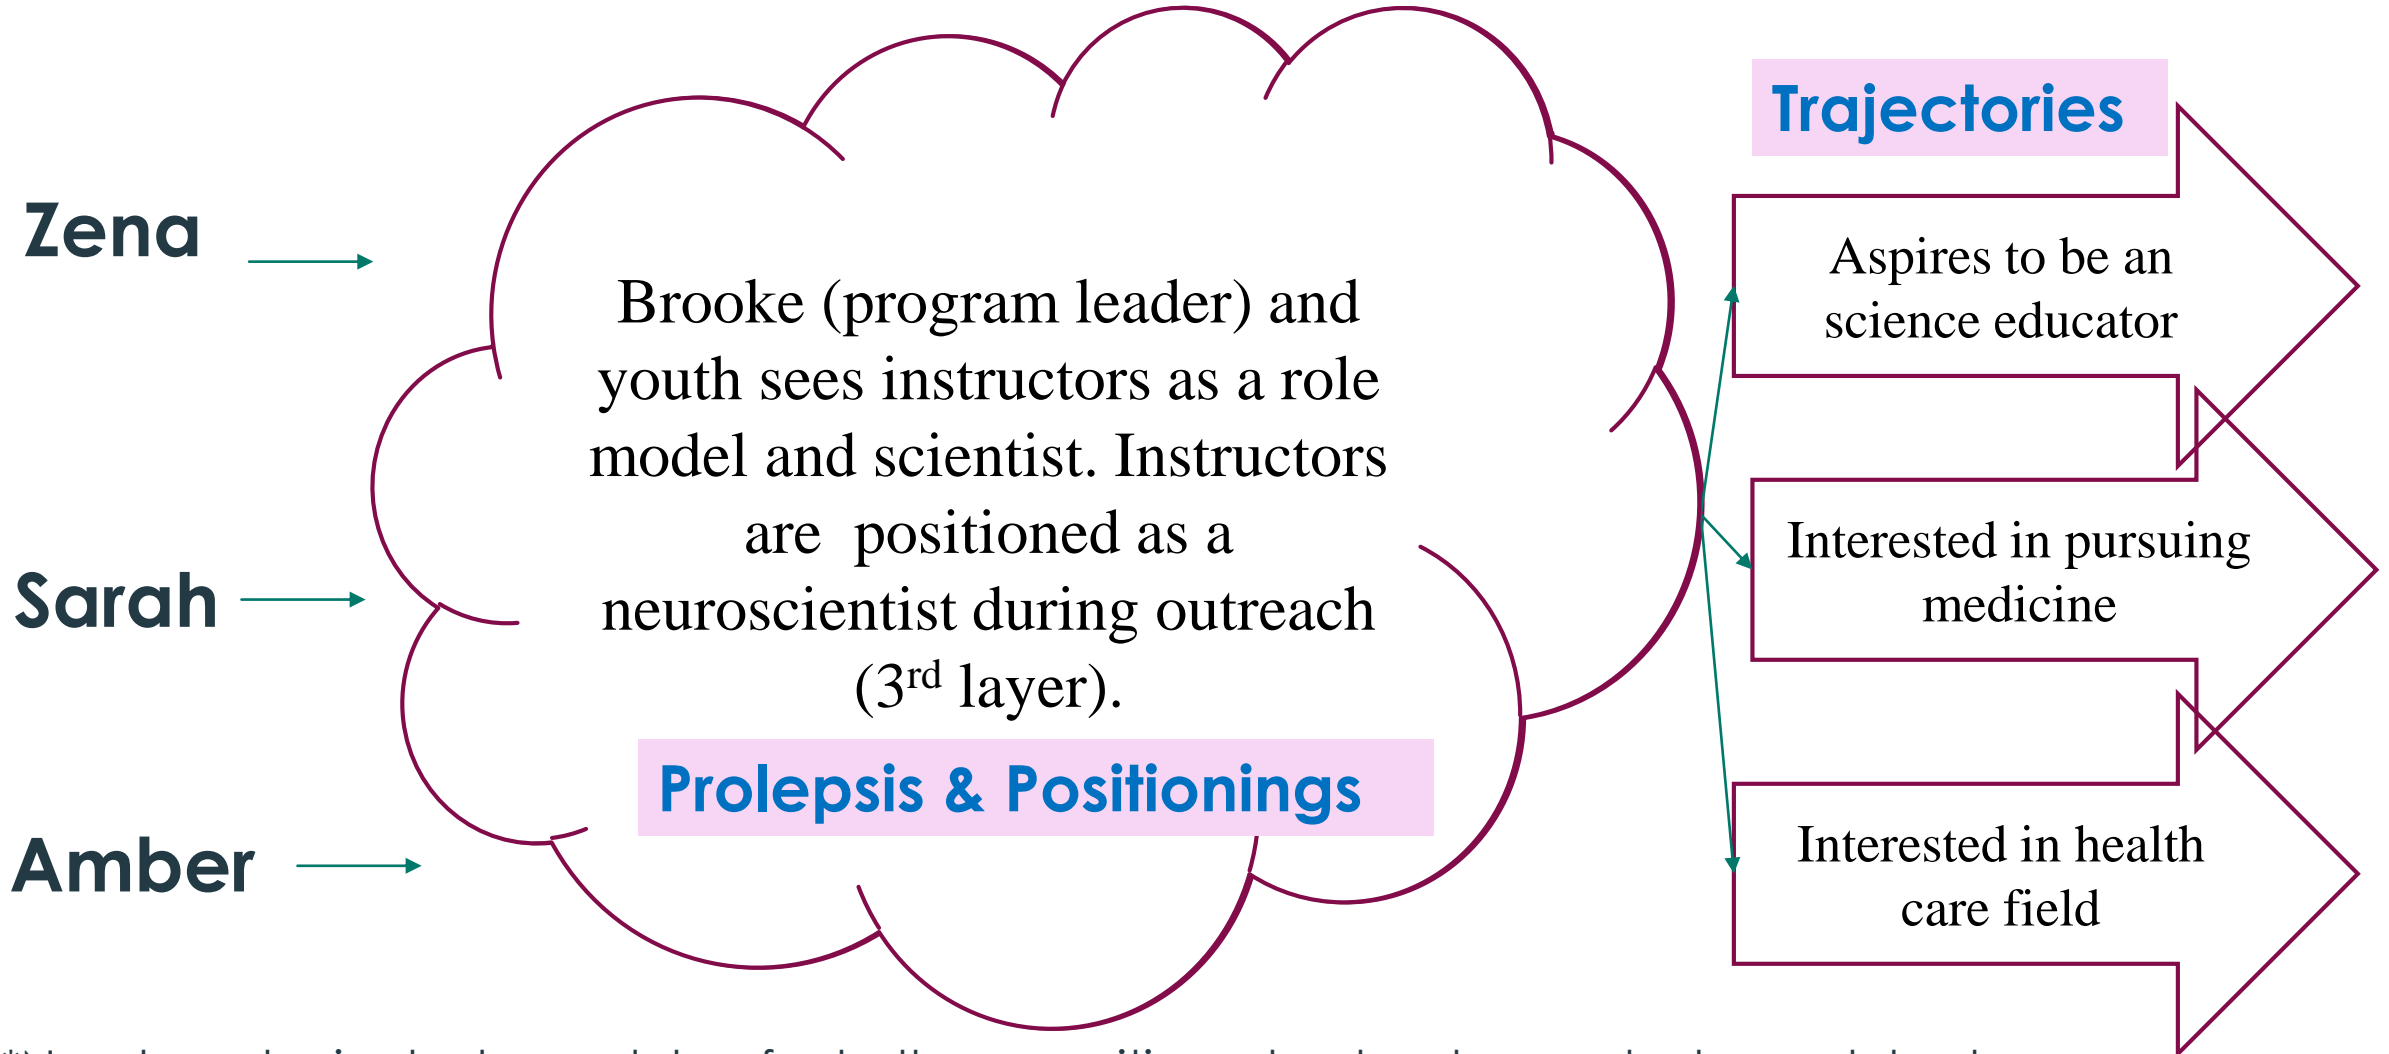 Trajectories
Zena
Sarah
Amber
Brooke (program leader) and
youth sees instructors as a role
model and scientist. Instructors
are positioned as a
neuroscientist during outreach
(3rd layer).
Prolepsis & Positionings
Aspires to be an
science educator
Interested in pursuing
medicine
Interested in health
care field